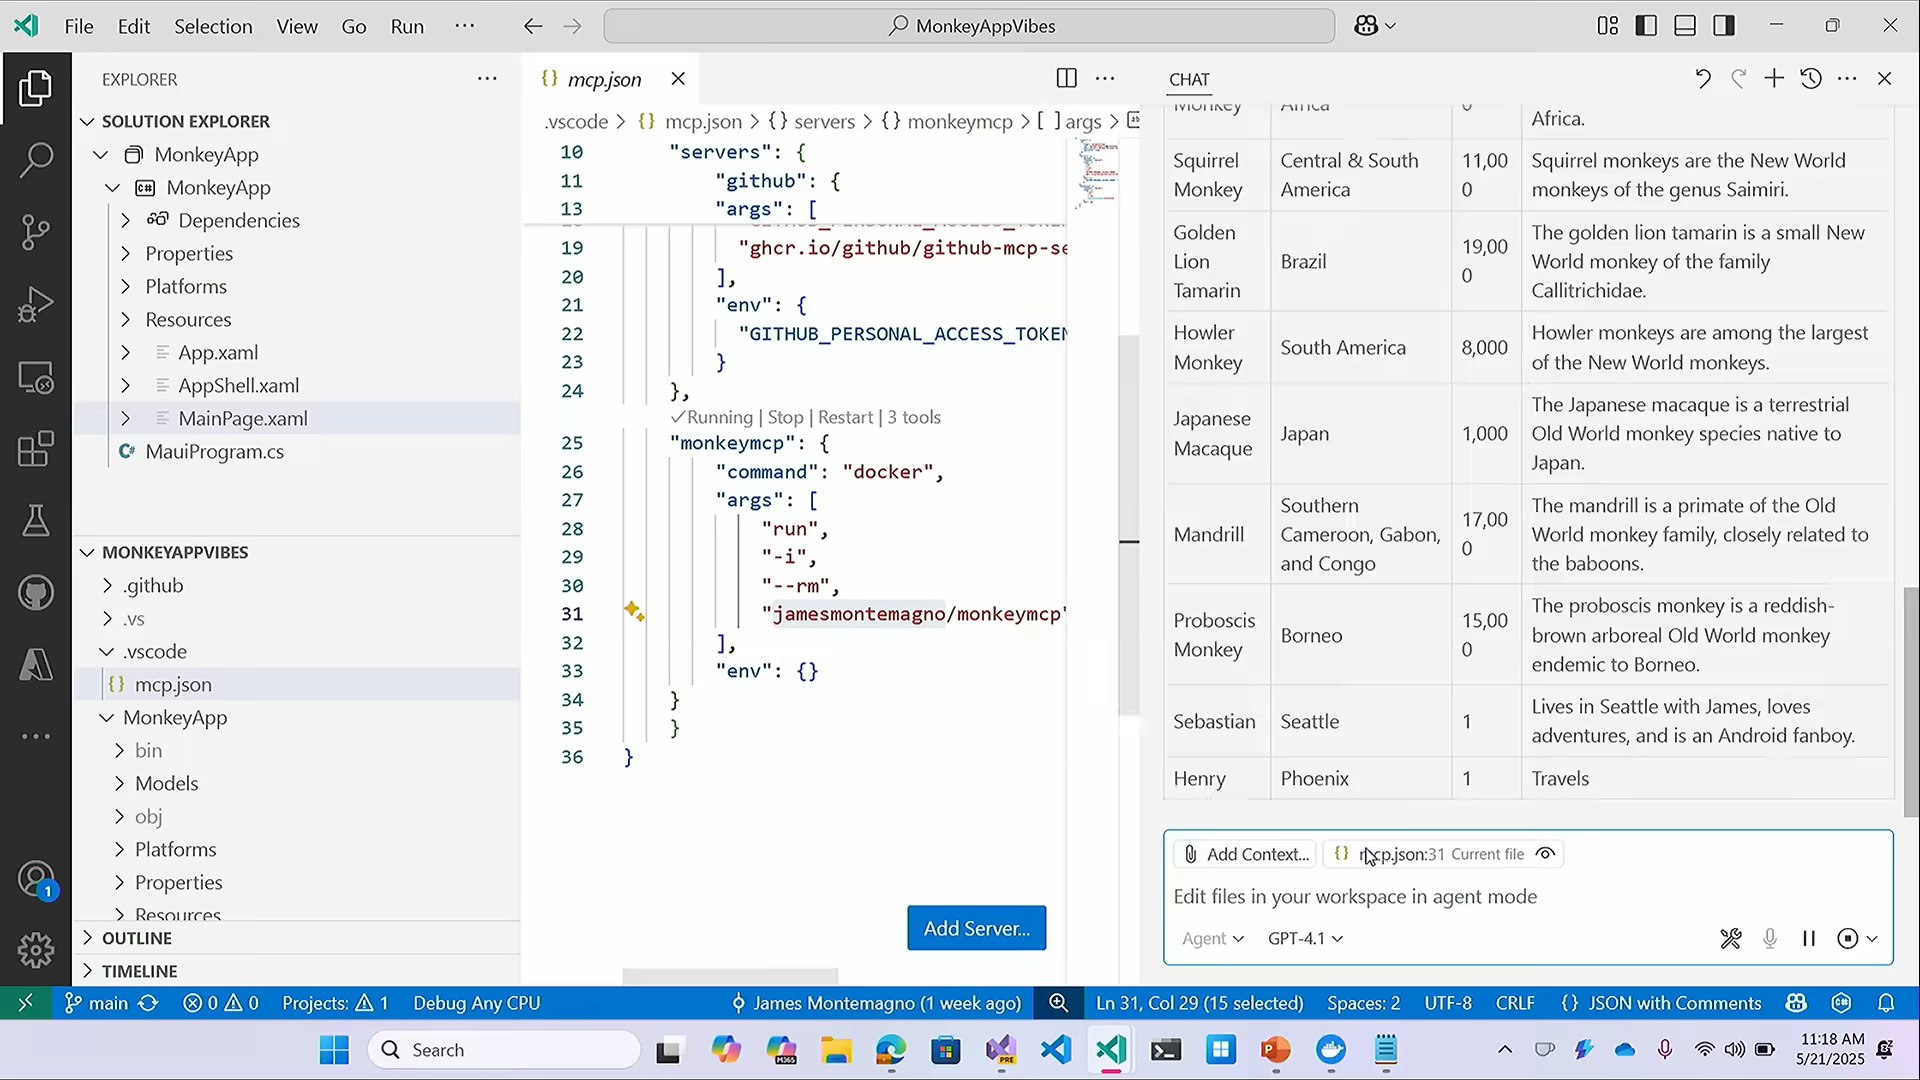 File Edit Selection View Go Run ··· MonkeyAppVibes
EXPLORER ···
SOLUTION EXPLORER
MonkeyApp
MonkeyApp
Dependencies
Properties
Platforms
Resources
App.xaml
AppShell.xaml
MainPage.xaml
MauiProgram.cs
MONKEYAPPVIBES
.github
.vs
.vscode
mcp.json
MonkeyApp
bin
Models
obj
Platforms
Properties
Resources
OUTLINE
TIMELINE
mcp.json
.vscode > {} mcp.json > {} servers > {} monkeymcp > [ ] args >
10 "servers": {
11 "github": {
13 "args": [
19 "ghcr.io/github/github-mcp-se
20 ],
21 "env": {
22 "GITHUB_PERSONAL_ACCESS_TOKEN
23 }
24 },
✓Running | Stop | Restart | 3 tools
25 "monkeymcp": {
26 "command": "docker",
27 "args": [
28 "run",
29 "-i",
30 "--rm",
31 "jamesmontemagno/monkeymcp"
32 ],
33 "env": {}
34 }
35 }
36 }
Add Server...
CHAT
Monkey Africa 0 Africa.
Squirrel
Monkey
Central & South
America
11,00
0
Squirrel monkeys are the New World
monkeys of the genus Saimiri.
Golden
Lion
Tamarin
Brazil
19,00
0
The golden lion tamarin is a small New
World monkey of the family
Callitrichidae.
Howler
Monkey
South America
8,000
Howler monkeys are among the largest
of the New World monkeys.
Japanese
Macaque
Japan
1,000
The Japanese macaque is a terrestrial
Old World monkey species native to
Japan.
Mandrill
Southern
Cameroon, Gabon,
and Congo
17,00
0
The mandrill is a primate of the Old
World monkey family, closely related to
the baboons.
Proboscis
Monkey
Borneo
15,00
0
The proboscis monkey is a reddish-
brown arboreal Old World monkey
endemic to Borneo.
Sebastian
Seattle
1
Lives in Seattle with James, loves
adventures, and is an Android fanboy.
Henry
Phoenix
1
Travels
Add Context... {} mcp.json:31 Current file
Edit files in your workspace in agent mode
Agent GPT-4.1
main 0 0 Projects: 1 Debug Any CPU James Montemagno (1 week ago) Ln 31, Col 29 (15 selected) Spaces: 2 UTF-8 CRLF {} JSON with Comments
1
Search
M365
PRE
11:18 AM
5/21/2025